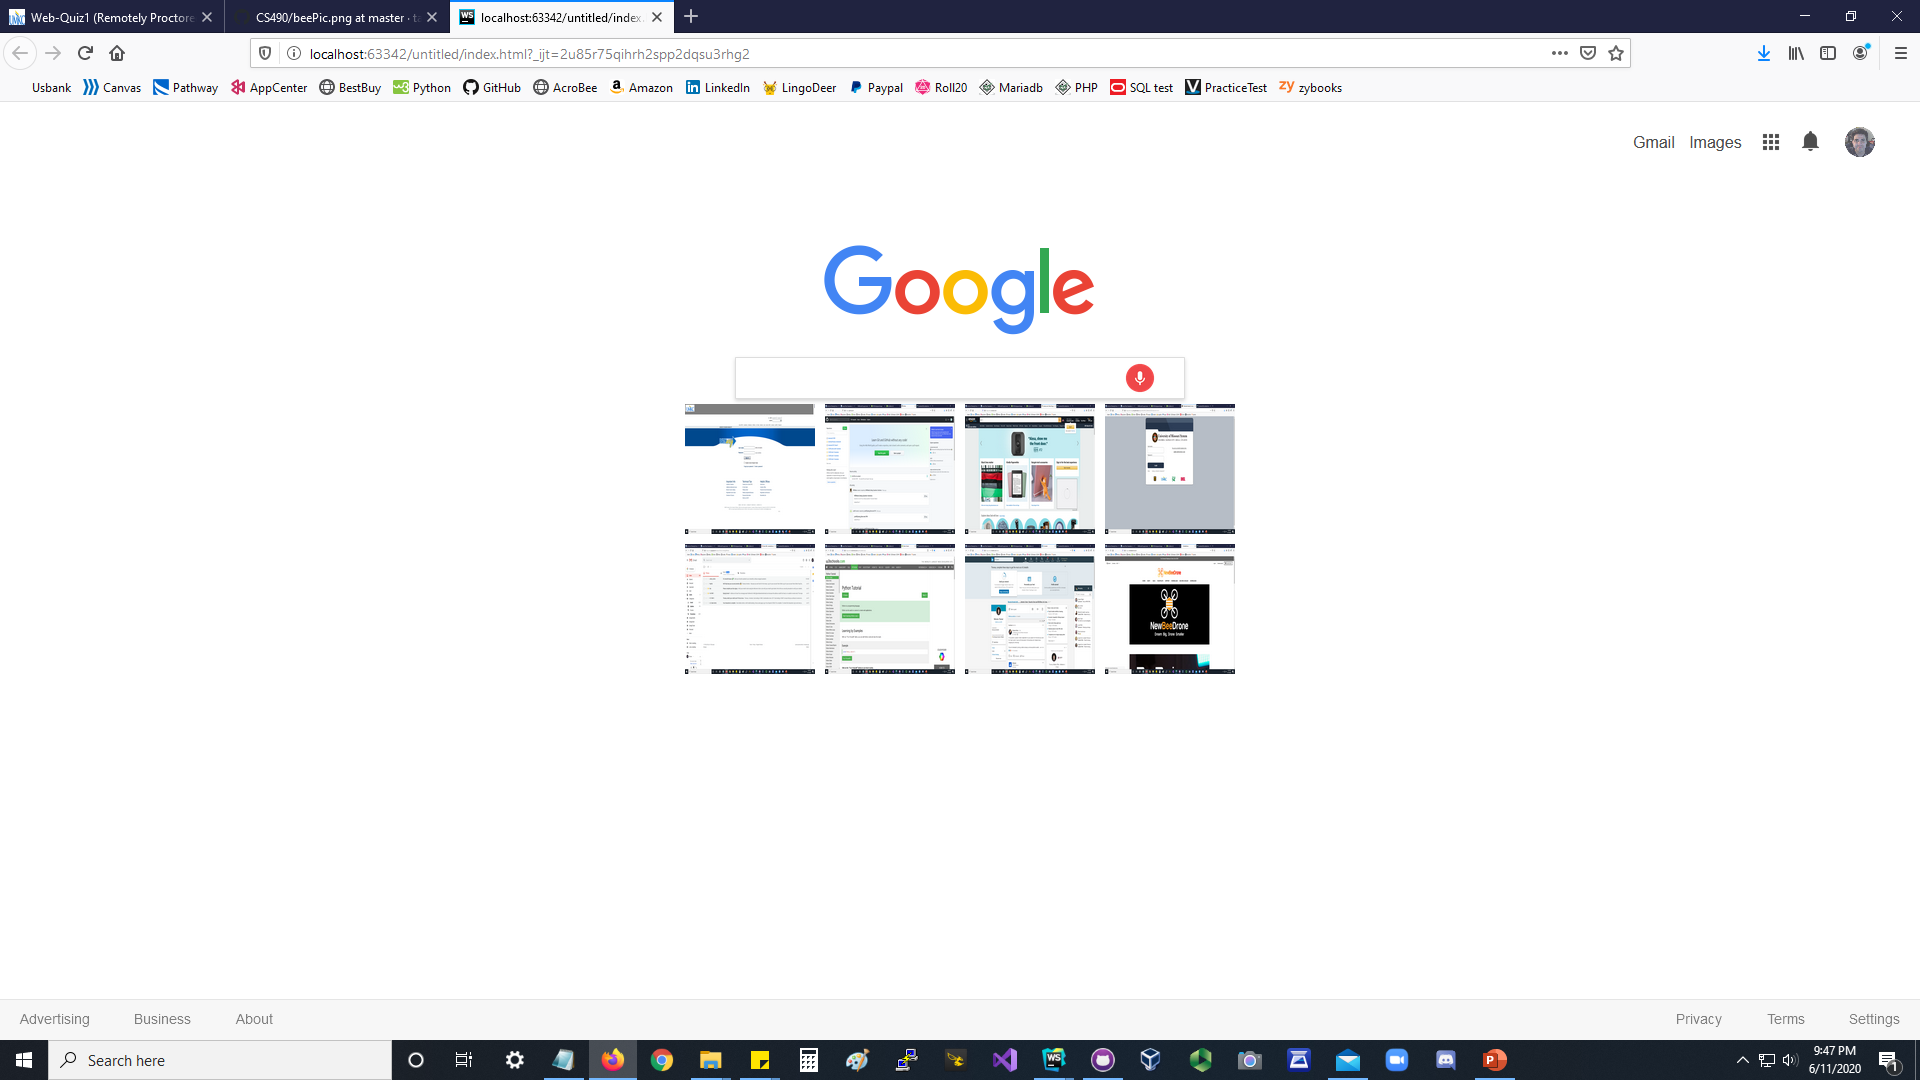 Web-Quiz1 (Remotely Proctore
CS490/beePic.png at master · ta
localhost:63342/untitled/index.
localhost:63342/untitled/index.html?_ijt=2u85r75qihrh2spp2dqsu3rhg2
Usbank Canvas Pathway AppCenter BestBuy Python GitHub AcroBee Amazon LinkedIn LingoDeer Paypal Roll20 Mariadb PHP SQL test PracticeTest zybooks
Gmail Images
Google
Python Tutorial
NewBeeDrone
Advertising Business About
Privacy Terms Settings
Search here
9:47 PM
6/11/2020